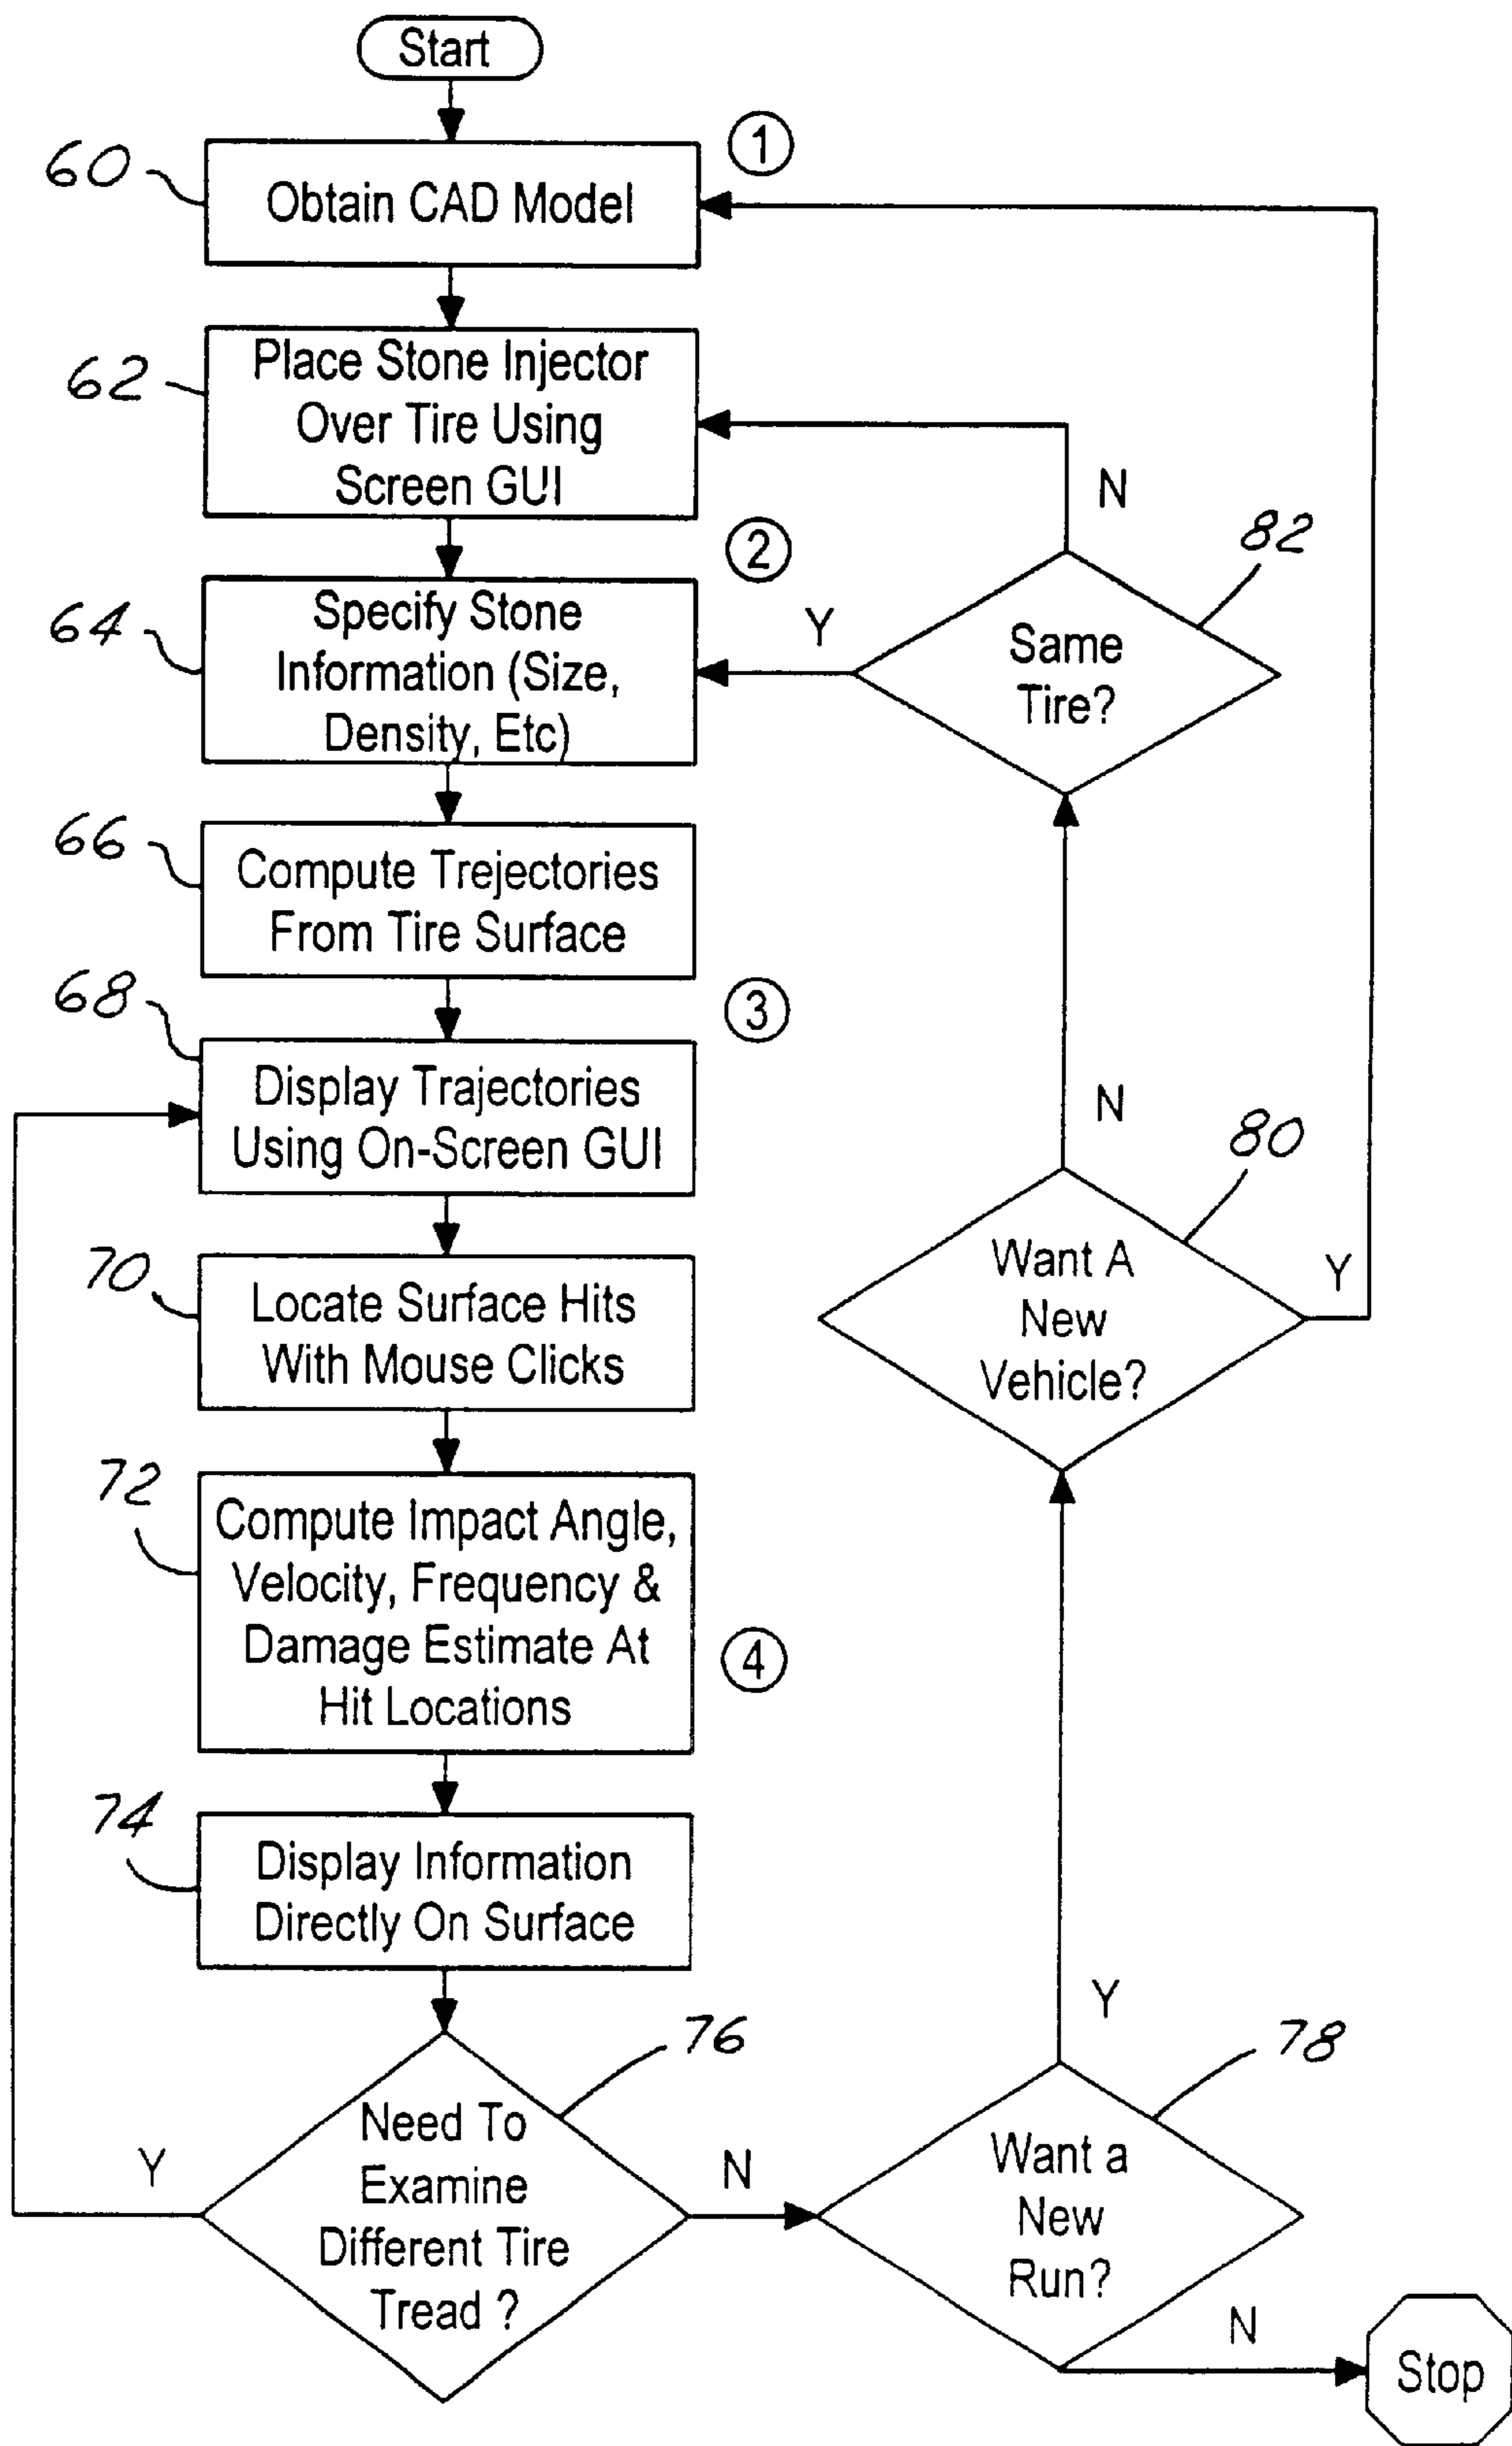 Start
①
60
Obtain CAD Model
62
Place Stone Injector
Over Tire Using
Screen GUI
N
82
②
64
Specify Stone
Information (Size,
Density, Etc)
Y
Same
Tire?
66
Compute Trejectories
From Tire Surface
③
68
Display Trajectories
Using On-Screen GUI
N
80
70
Locate Surface Hits
With Mouse Clicks
Want A
New
Vehicle?
Y
72
Compute Impact Angle,
Velocity, Frequency &
Damage Estimate At
Hit Locations
④
74
Display Information
Directly On Surface
76
Need To
Examine
Different Tire
Tread ?
Y
N
Y
78
Want a
New
Run?
N
Stop